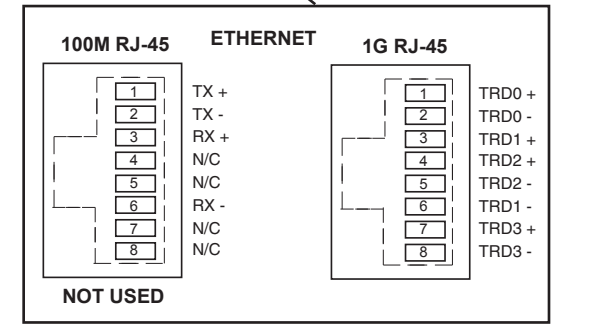 ETHERNET
100M RJ-45
1 TX +
2 TX -
3 RX +
4 N/C
5 N/C
6 RX -
7 N/C
8 N/C
NOT USED
1G RJ-45
1 TRD0 +
2 TRD0 -
3 TRD1 +
4 TRD2 +
5 TRD2 -
6 TRD1 -
7 TRD3 +
8 TRD3 -